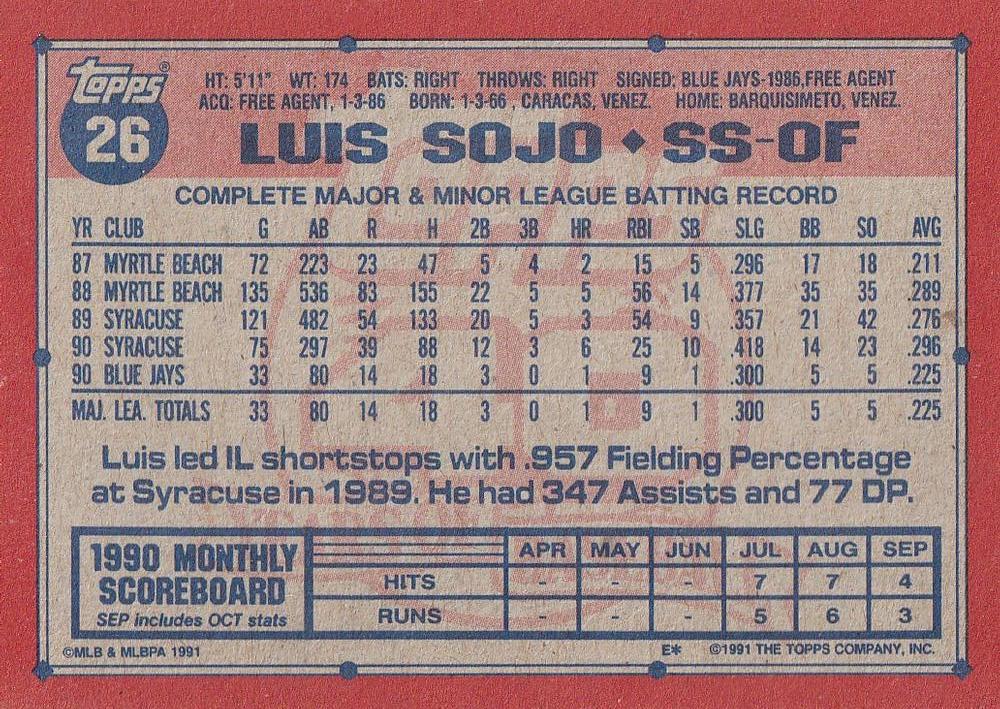 Topps®
26
HT: 5'11" WT: 174 BATS: RIGHT THROWS: RIGHT SIGNED: BLUE JAYS-1986,FREE AGENT
ACQ: FREE AGENT, 1-3-86 BORN: 1-3-66 , CARACAS, VENEZ. HOME: BARQUISIMETO, VENEZ.
LUIS SOJO ◆ SS-OF
COMPLETE MAJOR & MINOR LEAGUE BATTING RECORD
YR CLUB G AB R H 2B 3B HR RBI SB SLG BB SO AVG
87 MYRTLE BEACH 72 223 23 47 5 4 2 15 5 .296 17 18 .211
88 MYRTLE BEACH 135 536 83 155 22 5 5 56 14 .377 35 35 .289
89 SYRACUSE 121 482 54 133 20 5 3 54 9 .357 21 42 .276
90 SYRACUSE 75 297 39 88 12 3 6 25 10 .418 14 23 .296
90 BLUE JAYS 33 80 14 18 3 0 1 9 1 .300 5 5 .225
MAJ. LEA. TOTALS 33 80 14 18 3 0 1 9 1 .300 5 5 .225
Luis led IL shortstops with .957 Fielding Percentage
at Syracuse in 1989. He had 347 Assists and 77 DP.
1990 MONTHLY
SCOREBOARD
SEP includes OCT stats
APR MAY JUN JUL AUG SEP
HITS - - - 7 7 4
RUNS - - - 5 6 3
©MLB & MLBPA 1991 E* ©1991 THE TOPPS COMPANY, INC.